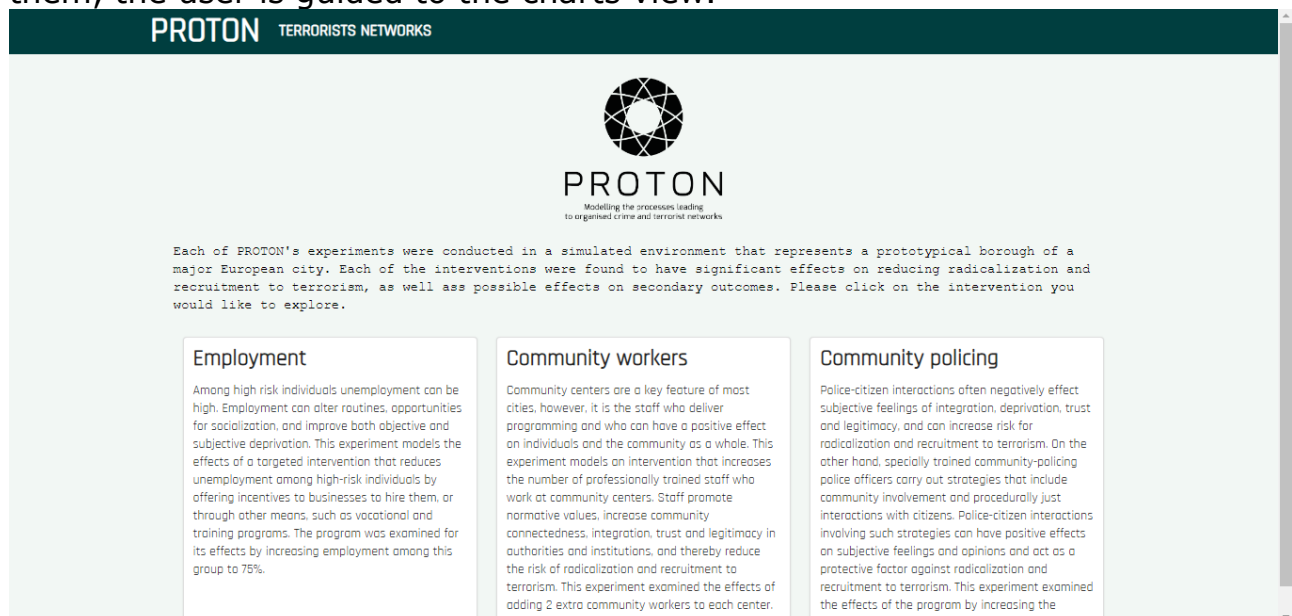 them, the user is guided to the charts view.
PROTON TERRORISTS NETWORKS
PROTON
Modelling the processes leading
to organised crime and terrorist networks
Each of PROTON's experiments were conducted in a simulated environment that represents a prototypical borough of a
major European city. Each of the interventions were found to have significant effects on reducing radicalization and
recruitment to terrorism, as well ass possible effects on secondary outcomes. Please click on the intervention you
would like to explore.
Employment
Among high risk individuals unemployment can be
high. Employment can alter routines, opportunities
for socialization, and improve both objective and
subjective deprivation. This experiment models the
effects of a targeted intervention that reduces
unemployment among high-risk individuals by
offering incentives to businesses to hire them, or
through other means, such as vocational and
training programs. The program was examined for
its effects by increasing employment among this
group to 75%.
Community workers
Community centers are a key feature of most
cities, however, it is the staff who deliver
programming and who can have a positive effect
on individuals and the community as a whole. This
experiment models an intervention that increases
the number of professionally trained staff who
work at community centers. Staff promote
normative values, increase community
connectedness, integration, trust and legitimacy in
authorities and institutions, and thereby reduce
the risk of radicalization and recruitment to
terrorism. This experiment examined the effects of
adding 2 extra community workers to each center.
Community policing
Police-citizen interactions often negatively effect
subjective feelings of integration, deprivation, trust
and legitimacy, and can increase risk for
radicalization and recruitment to terrorism. On the
other hand, specially trained community-policing
police officers carry out strategies that include
community involvement and procedurally just
interactions with citizens. Police-citizen interactions
involving such strategies can have positive effects
on subjective feelings and opinions and act as a
protective factor against radicalization and
recruitment to terrorism. This experiment examined
the effects of the program by increasing the